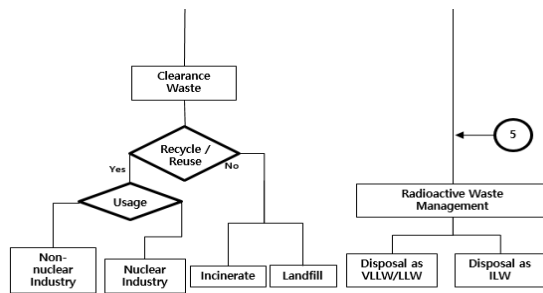 Clearance
Waste
Recycle /
Reuse
Yes
No
5
Usage
Radioactive Waste
Management
Non-
nuclear
Industry
Nuclear
Industry
Incinerate
Landfill
Disposal as
VLLW/LLW
Disposal as
ILW